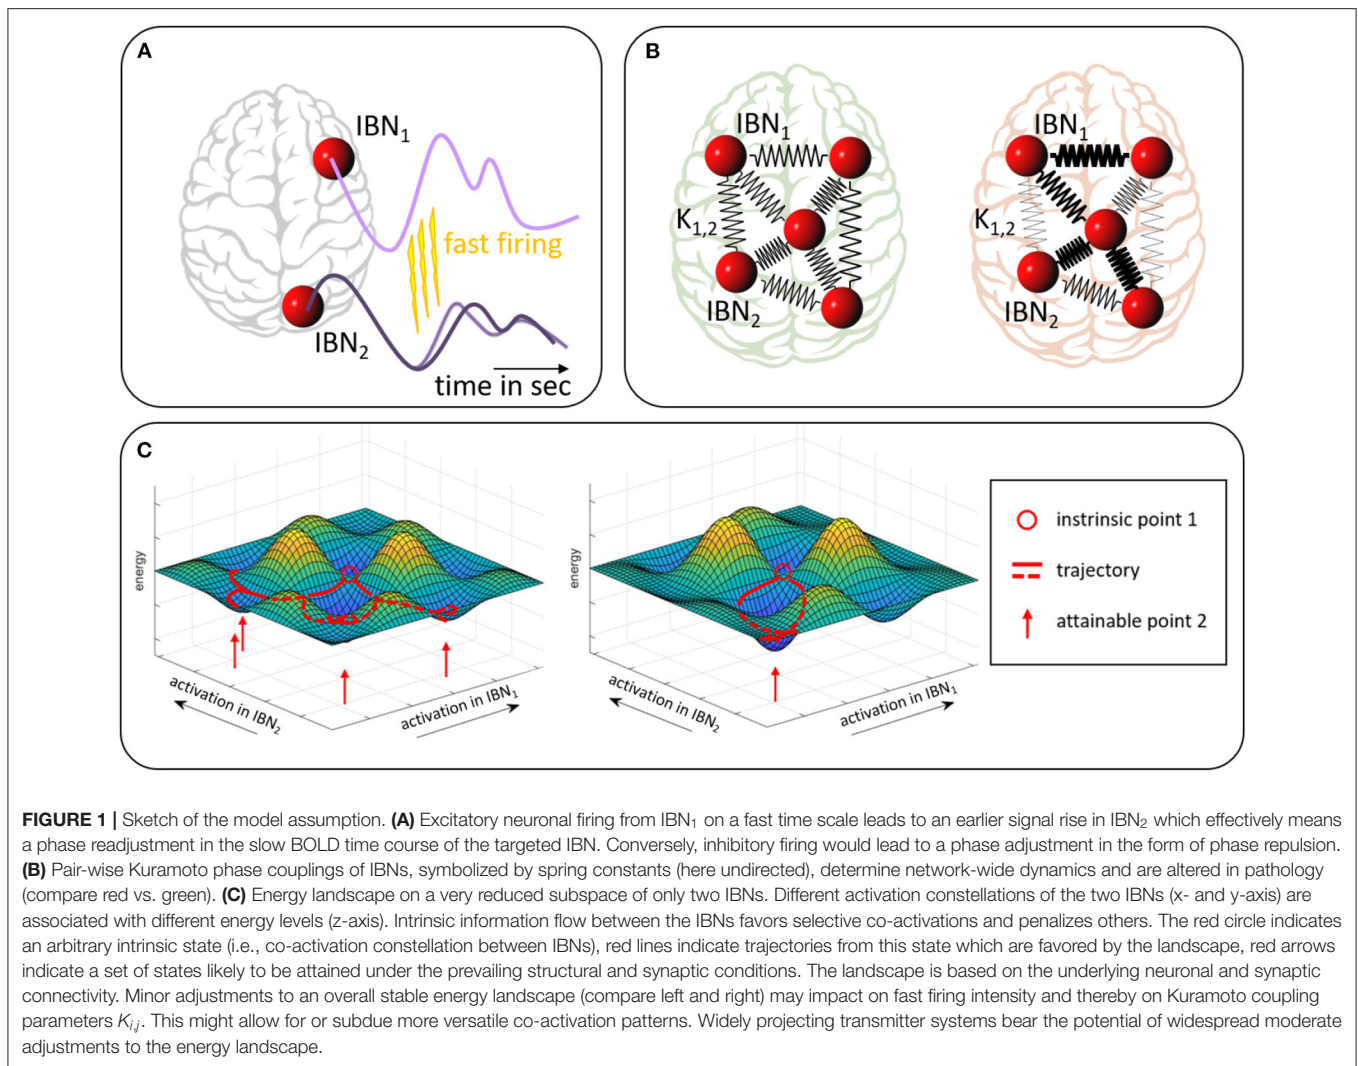 A
IBN1
fast firing
IBN2
time in sec
B
IBN1
K1,2
IBN2
IBN1
K1,2
IBN2
C
energy
activation in IBN2
activation in IBN1
energy
activation in IBN2
activation in IBN1
instrinsic point 1
trajectory
attainable point 2
FIGURE 1 | Sketch of the model assumption. (A) Excitatory neuronal firing from IBN1 on a fast time scale leads to an earlier signal rise in IBN2 which effectively means
a phase readjustment in the slow BOLD time course of the targeted IBN. Conversely, inhibitory firing would lead to a phase adjustment in the form of phase repulsion.
(B) Pair-wise Kuramoto phase couplings of IBNs, symbolized by spring constants (here undirected), determine network-wide dynamics and are altered in pathology
(compare red vs. green). (C) Energy landscape on a very reduced subspace of only two IBNs. Different activation constellations of the two IBNs (x- and y-axis) are
associated with different energy levels (z-axis). Intrinsic information flow between the IBNs favors selective co-activations and penalizes others. The red circle indicates
an arbitrary intrinsic state (i.e., co-activation constellation between IBNs), red lines indicate trajectories from this state which are favored by the landscape, red arrows
indicate a set of states likely to be attained under the prevailing structural and synaptic conditions. The landscape is based on the underlying neuronal and synaptic
connectivity. Minor adjustments to an overall stable energy landscape (compare left and right) may impact on fast firing intensity and thereby on Kuramoto coupling
parameters Ki,j. This might allow for or subdue more versatile co-activation patterns. Widely projecting transmitter systems bear the potential of widespread moderate
adjustments to the energy landscape.